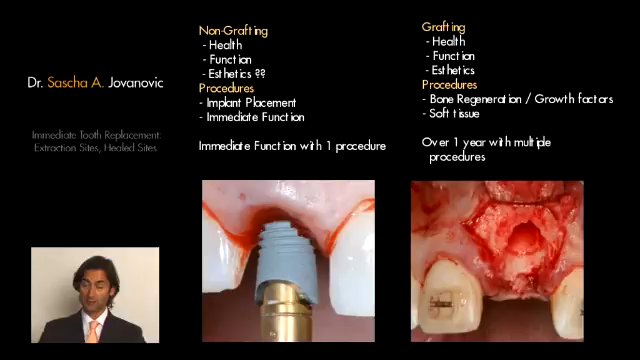 Dr. Sascha A. Jovanovic
Immediate Tooth Replacement:
Extraction Sites, Healed Sites
Non-Grafting
- Health
- Function
- Esthetics ??
Procedures
- Implant Placement
- Immediate Function
Immediate Function with 1 procedure
Grafting
- Health
- Function
- Esthetics
Procedures
- Bone Regeneration / Growth factors
- Soft tissue
Over 1 year with multiple
procedures